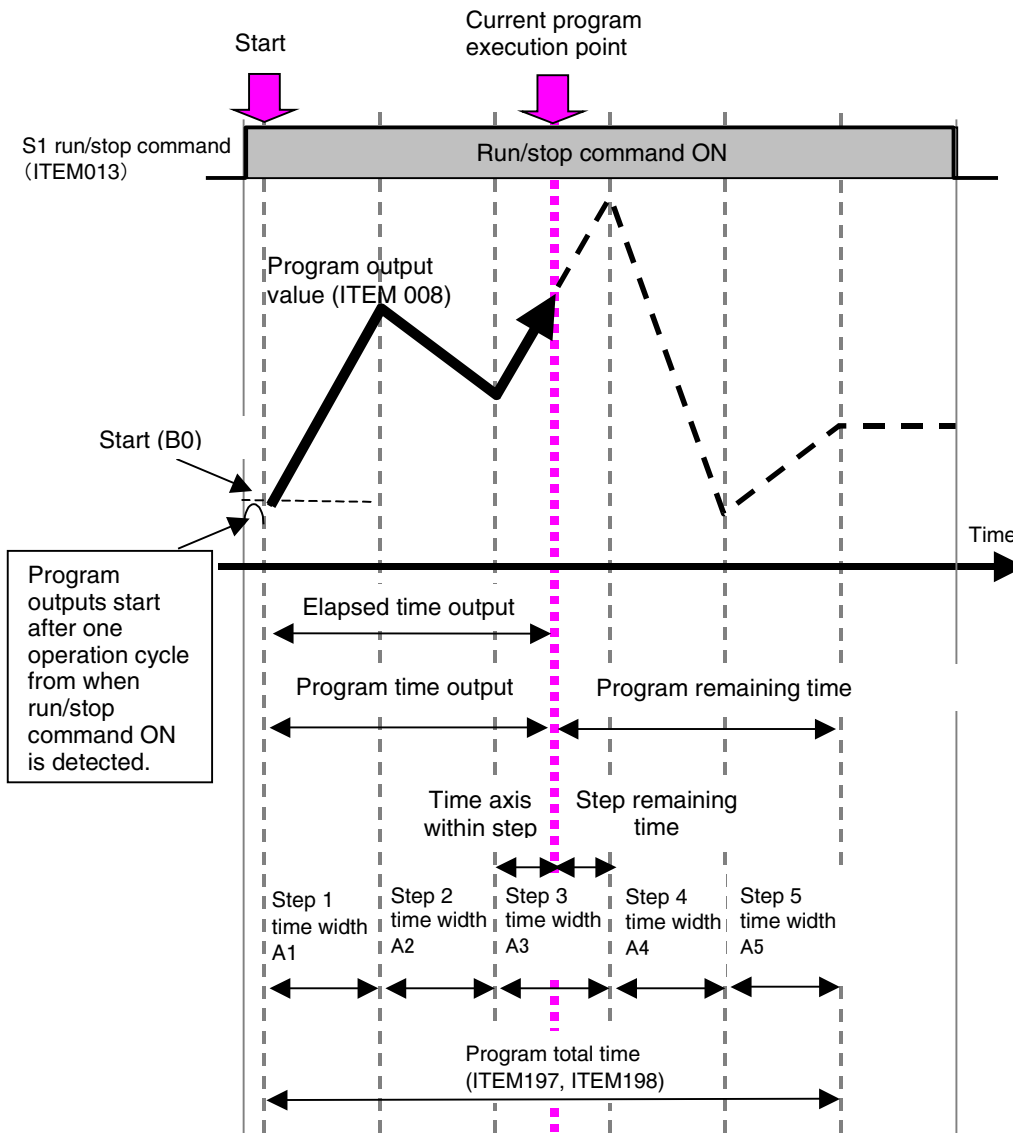 Start
Current program
execution point
S1 run/stop command
（ITEM013）
Run/stop command ON
Program output
value (ITEM 008)
Start (B0)
Time
Program
outputs start
after one
operation cycle
from when
run/stop
command ON
is detected.
Elapsed time output
Program time output
Program remaining time
Time axis
within step
Step remaining
time
Step 1
time width
A1
Step 2
time width
A2
Step 3
time width
A3
Step 4
time width
A4
Step 5
time width
A5
Program total time
(ITEM197, ITEM198)